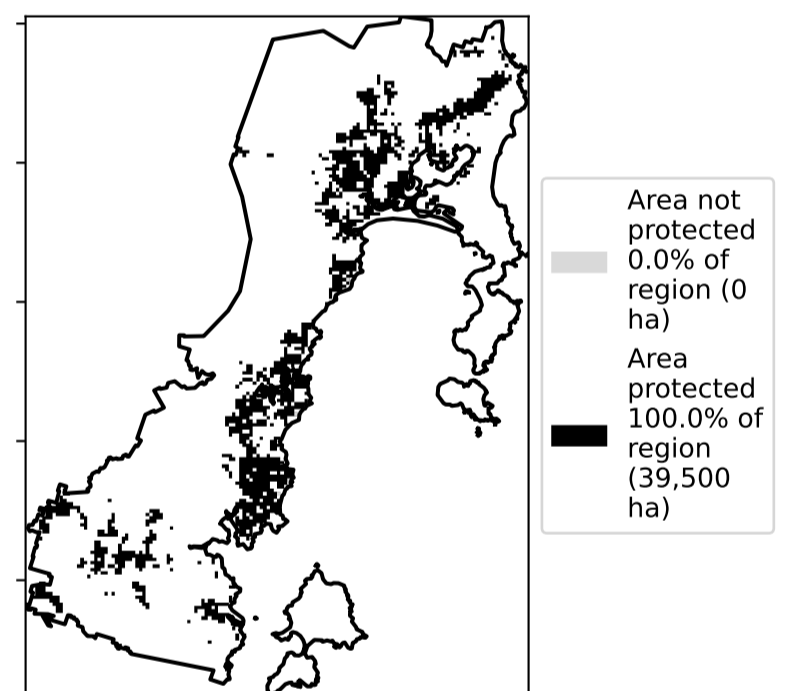 Area not
protected
0.0% of
region (0
ha)
Area
protected
100.0% of
region
(39,500
ha)